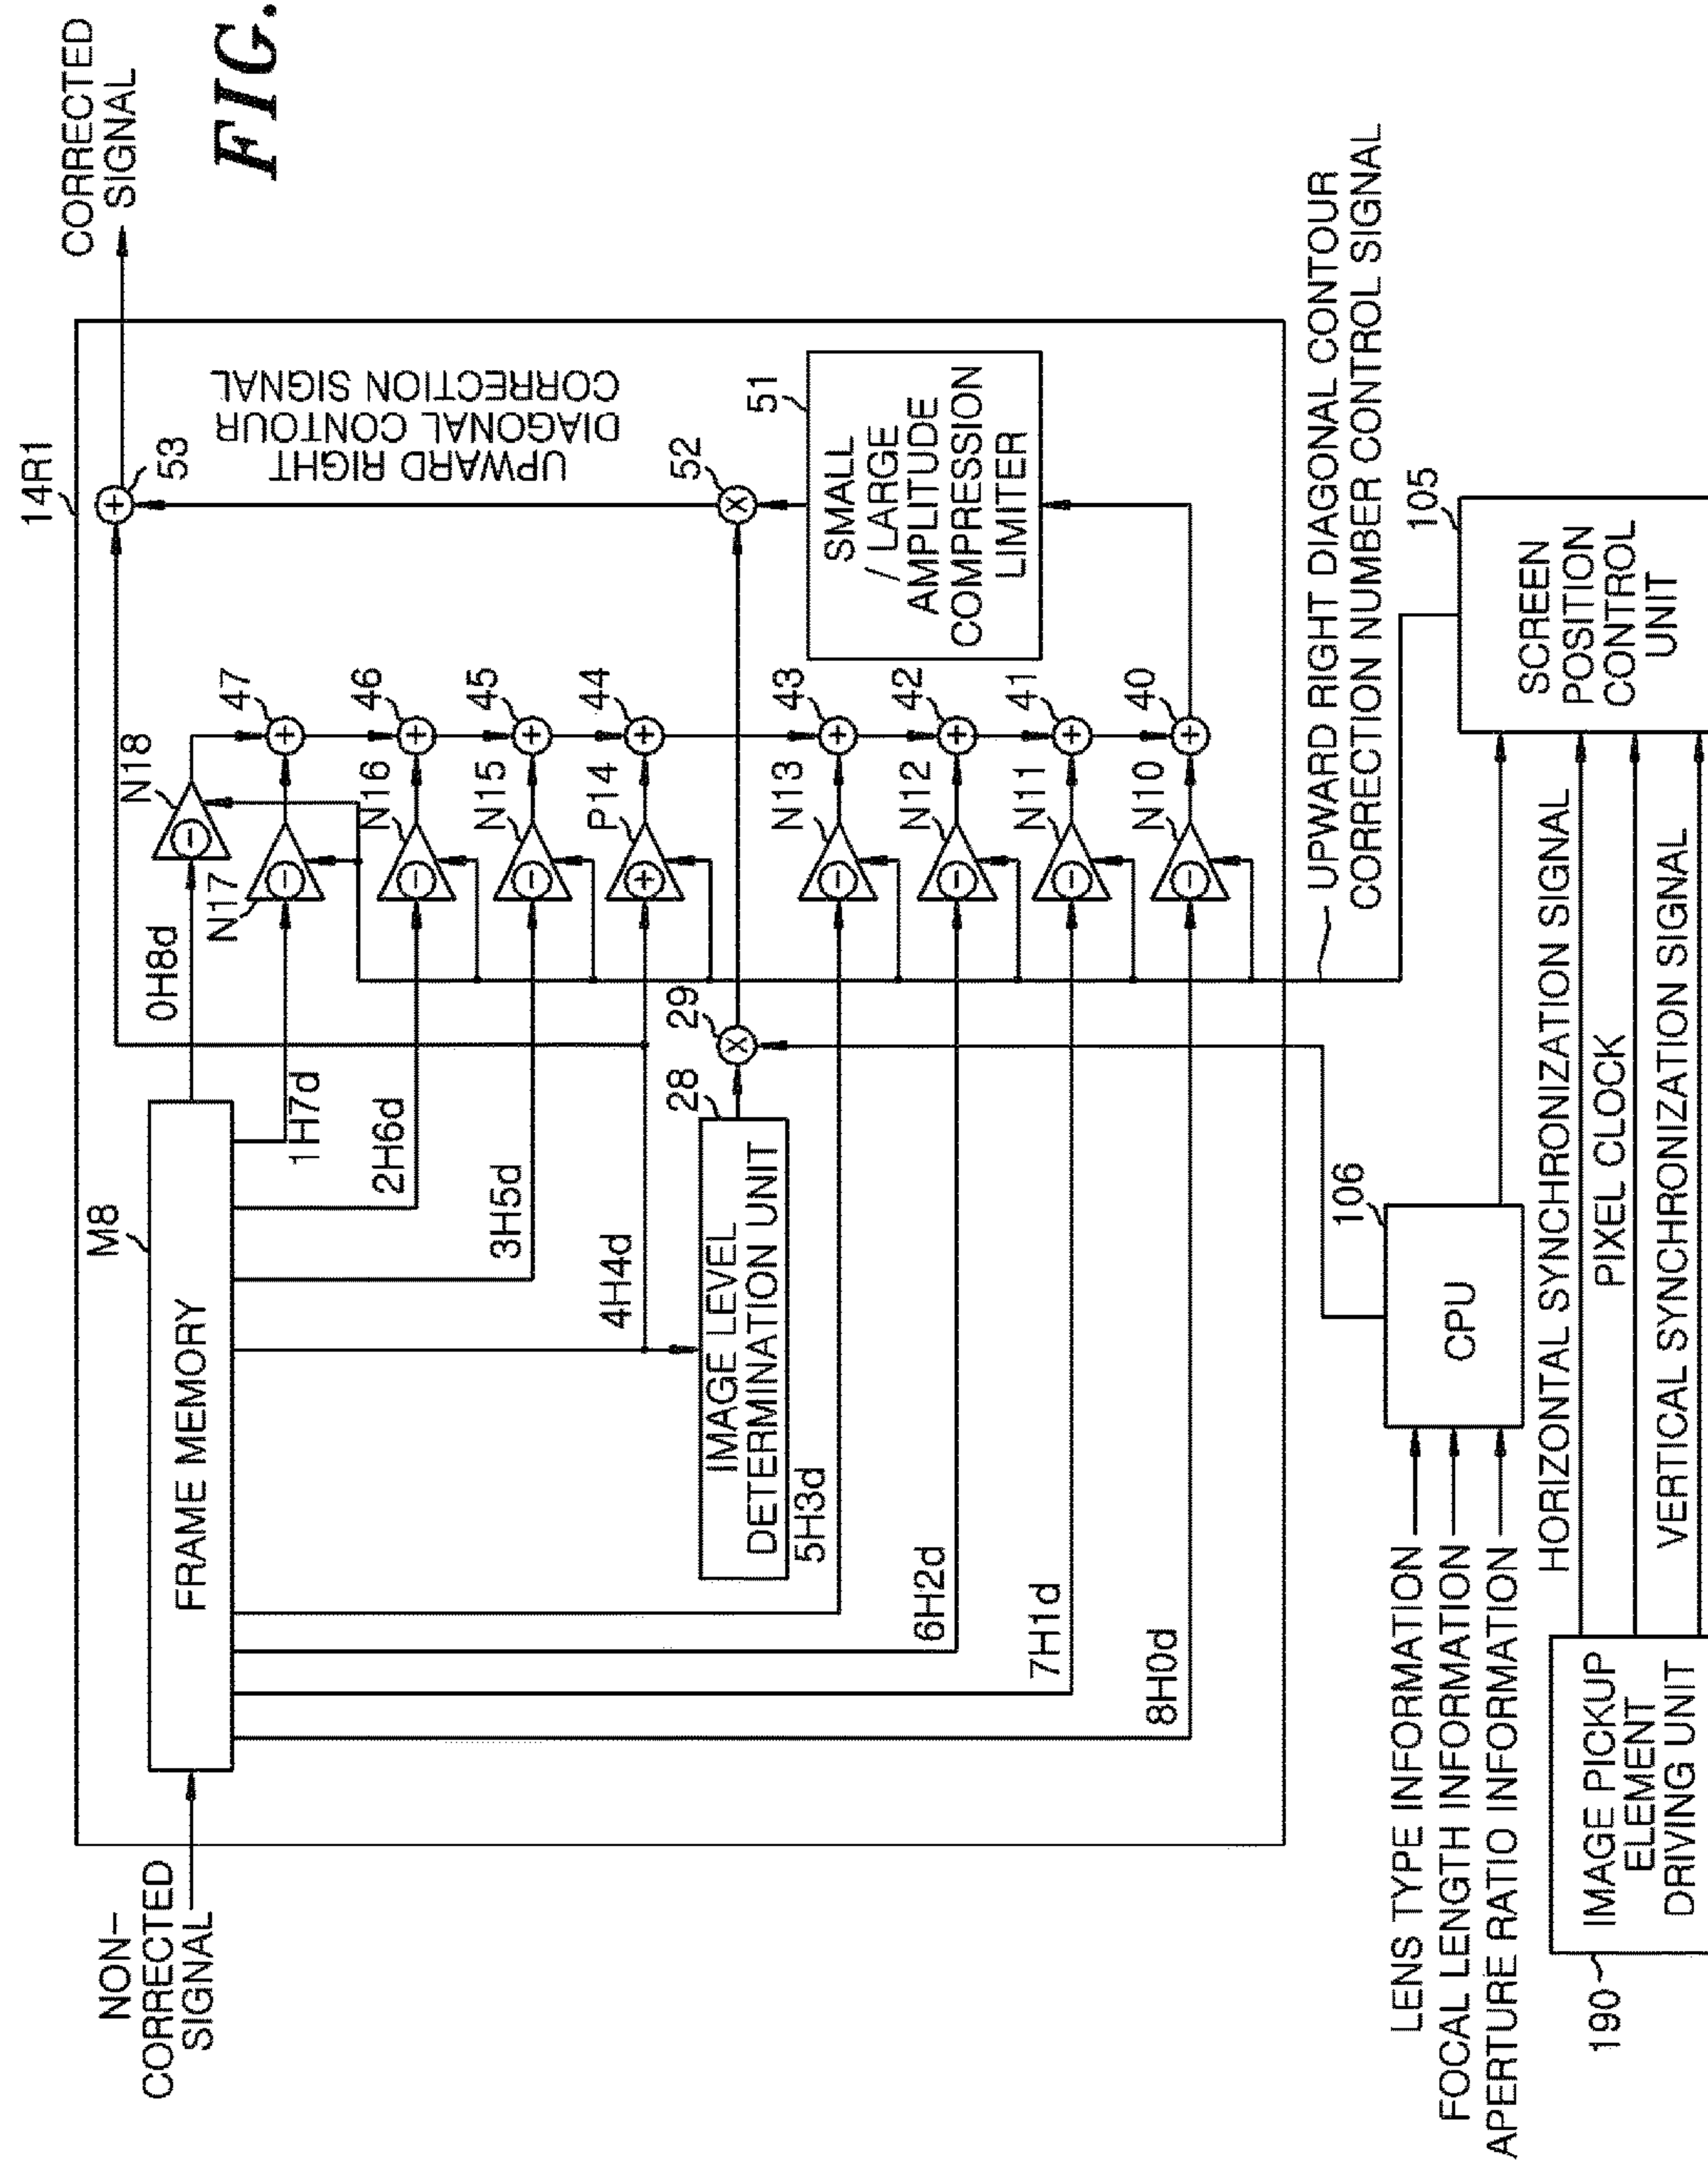 FIG.
14R1
CORRECTED
SIGNAL
NON-
CORRECTED
SIGNAL
M8
FRAME MEMORY
0H8d
N18
53
1H7d
N17
47
UPWARD RIGHT
DIAGONAL CONTOUR
CORRECTION SIGNAL
2H6d
N16
46
3H5d
N15
45
4H4d
P14
44
28
IMAGE LEVEL
DETERMINATION UNIT
29
52
5H3d
N13
43
51
SMALL
/ LARGE
AMPLITUDE
COMPRESSION
LIMITER
6H2d
N12
42
7H1d
N11
41
8H0d
N10
40
UPWARD RIGHT DIAGONAL CONTOUR
CORRECTION NUMBER CONTROL SIGNAL
LENS TYPE INFORMATION
FOCAL LENGTH INFORMATION
APERTURE RATIO INFORMATION
106
CPU
105
SCREEN
POSITION
CONTROL
UNIT
HORIZONTAL SYNCHRONIZATION SIGNAL
PIXEL CLOCK
VERTICAL SYNCHRONIZATION SIGNAL
190
IMAGE PICKUP
ELEMENT
DRIVING UNIT